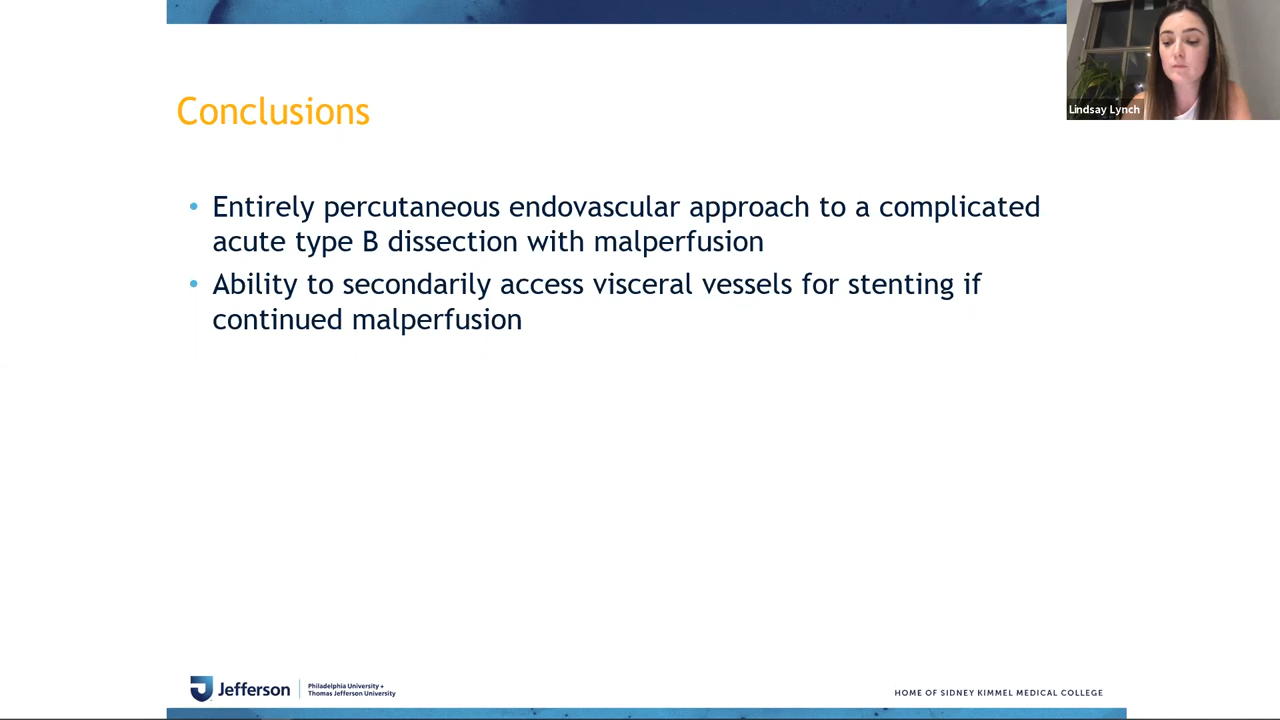 Lindsay Lynch
Conclusions
• Entirely percutaneous endovascular approach to a complicated
acute type B dissection with malperfusion
• Ability to secondarily access visceral vessels for stenting if
continued malperfusion
Jefferson
Philadelphia University +
Thomas Jefferson University
HOME OF SIDNEY KIMMEL MEDICAL COLLEGE